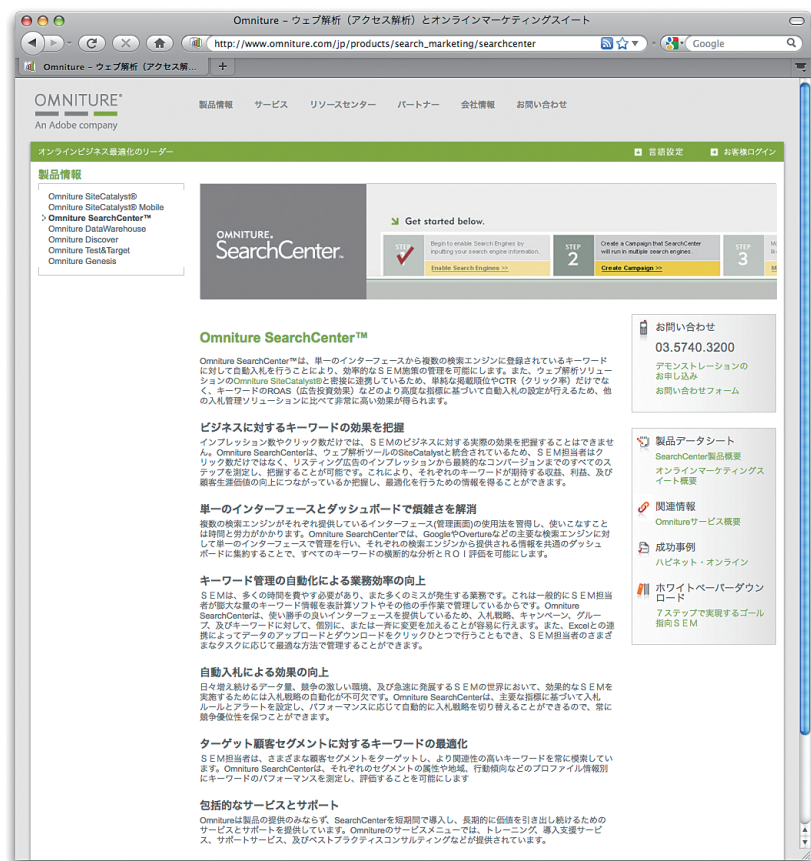 Omniture – ウェブ解析（アクセス解析）とオンラインマーケティングスイート
http://www.omniture.com/jp/products/search_marketing/searchcenter
Google
Omniture – ウェブ解析（アクセス解...
OMNITURE®
An Adobe company
製品情報 サービス リソースセンター パートナー 会社情報 お問い合わせ
オンラインビジネス最適化のリーダー
言語設定 お客様ログイン
製品情報
Omniture SiteCatalyst®
Omniture SiteCatalyst® Mobile
Omniture SearchCenter™
Omniture DataWarehouse
Omniture Discover
Omniture Test&Target
Omniture Genesis
OMNITURE.
SearchCenter™
Get started below.
STEP
Begin to enable Search Engines by
inputting your search engine information.
Enable Search Engines >>
STEP
2
Create a Campaign that SearchCenter
will run in multiple search engines.
Create Campaign >>
STEP
3
Omniture SearchCenter™
Omniture SearchCenter™は、単一のインターフェースから複数の検索エンジンに登録されているキーワード
に対して自動入札を行うことにより、効率的なＳＥＭ施策の管理を可能にします。また、ウェブ解析ソリュー
ションのOmniture SiteCatalyst®と密接に連携しているため、単純な掲載順位やCTR（クリック率）だけでな
く、キーワードのROAS（広告投資効果）などのより高度な指標に基づいて自動入札の設定が行えるため、他
の入札管理ソリューションに比べて非常に高い効果が得られます。
ビジネスに対するキーワードの効果を把握
インプレッション数やクリック数だけでは、ＳＥＭのビジネスに対する実際の効果を把握することはできませ
ん。Omniture SearchCenterは、ウェブ解析ツールのSiteCatalystと統合されているため、ＳＥＭ担当者はク
リック数だけではなく、リスティング広告のインプレッションから最終的なコンバージョンまでのすべてのス
テップを測定し、把握することが可能です。これにより、それぞれのキーワードが期待する収益、利益、及び
顧客生涯価値の向上につながっているか把握し、最適化を行うための情報を得ることができます。
単一のインターフェースとダッシュボードで煩雑さを解消
複数の検索エンジンがそれぞれ提供しているインターフェース(管理画面)の使用法を習得し、使いこなすこと
は時間と労力がかかります。Omniture SearchCenterでは、GoogleやOvertureなどの主要な検索エンジンに対
して単一のインターフェースで管理を行い、それぞれの検索エンジンから提供される情報を共通のダッシュ
ボードに集約することで、すべてのキーワードの横断的な分析とＲＯＩ評価を可能にします。
キーワード管理の自動化による業務効率の向上
ＳＥＭは、多くの時間を費やす必要があり、また多くのミスが発生する業務です。これは一般的にＳＥＭ担当
者が膨大な量のキーワード情報を表計算ソフトやその他の手作業で管理しているからです。Omniture
SearchCenterは、使い勝手の良いインターフェースを提供しているため、入札戦略、キャンペーン、グルー
プ、及びキーワードに対して、個別に、または一斉に変更を加えることが容易に行えます。また、Excelとの連
携によってデータのアップロードとダウンロードをクリックひとつで行うこともでき、ＳＥＭ担当者のさまざ
まなタスクに応じて最適な方法で管理することができます。
自動入札による効果の向上
日々増え続けるデータ量、競争の激しい環境、及び急速に発展するＳＥＭの世界において、効果的なＳＥＭを
実施するためには入札戦略の自動化が不可欠です。Omniture SearchCenterは、主要な指標に基づいて入札
ルールとアラートを設定し、パフォーマンスに応じて自動的に入札戦略を切り替えることができるので、常に
競争優位性を保つことができます。
ターゲット顧客セグメントに対するキーワードの最適化
ＳＥＭ担当者は、さまざまな顧客セグメントをターゲットし、より関連性の高いキーワードを常に模索してい
ます。Omniture SearchCenterは、それぞれのセグメントの属性や地域、行動傾向などのプロファイル情報別
にキーワードのパフォーマンスを測定し、評価することを可能にします
包括的なサービスとサポート
Omnitureは製品の提供のみならず、SearchCenterを短期間で導入し、長期的に価値を引き出し続けるための
サービスとサポートを提供しています。Omnitureのサービスメニューでは、トレーニング、導入支援サービ
ス、サポートサービス、及びベストプラクティスコンサルティングなどが提供されています。
お問い合わせ
03.5740.3200
デモンストレーションの
お申し込み
お問い合わせフォーム
製品データシート
SearchCenter製品概要
オンラインマーケティングス
イート概要
関連情報
Omnitureサービス概要
成功事例
ハピネット・オンライン
ホワイトペーパーダウン
ロード
７ステップで実現するゴール
指向ＳＥＭ